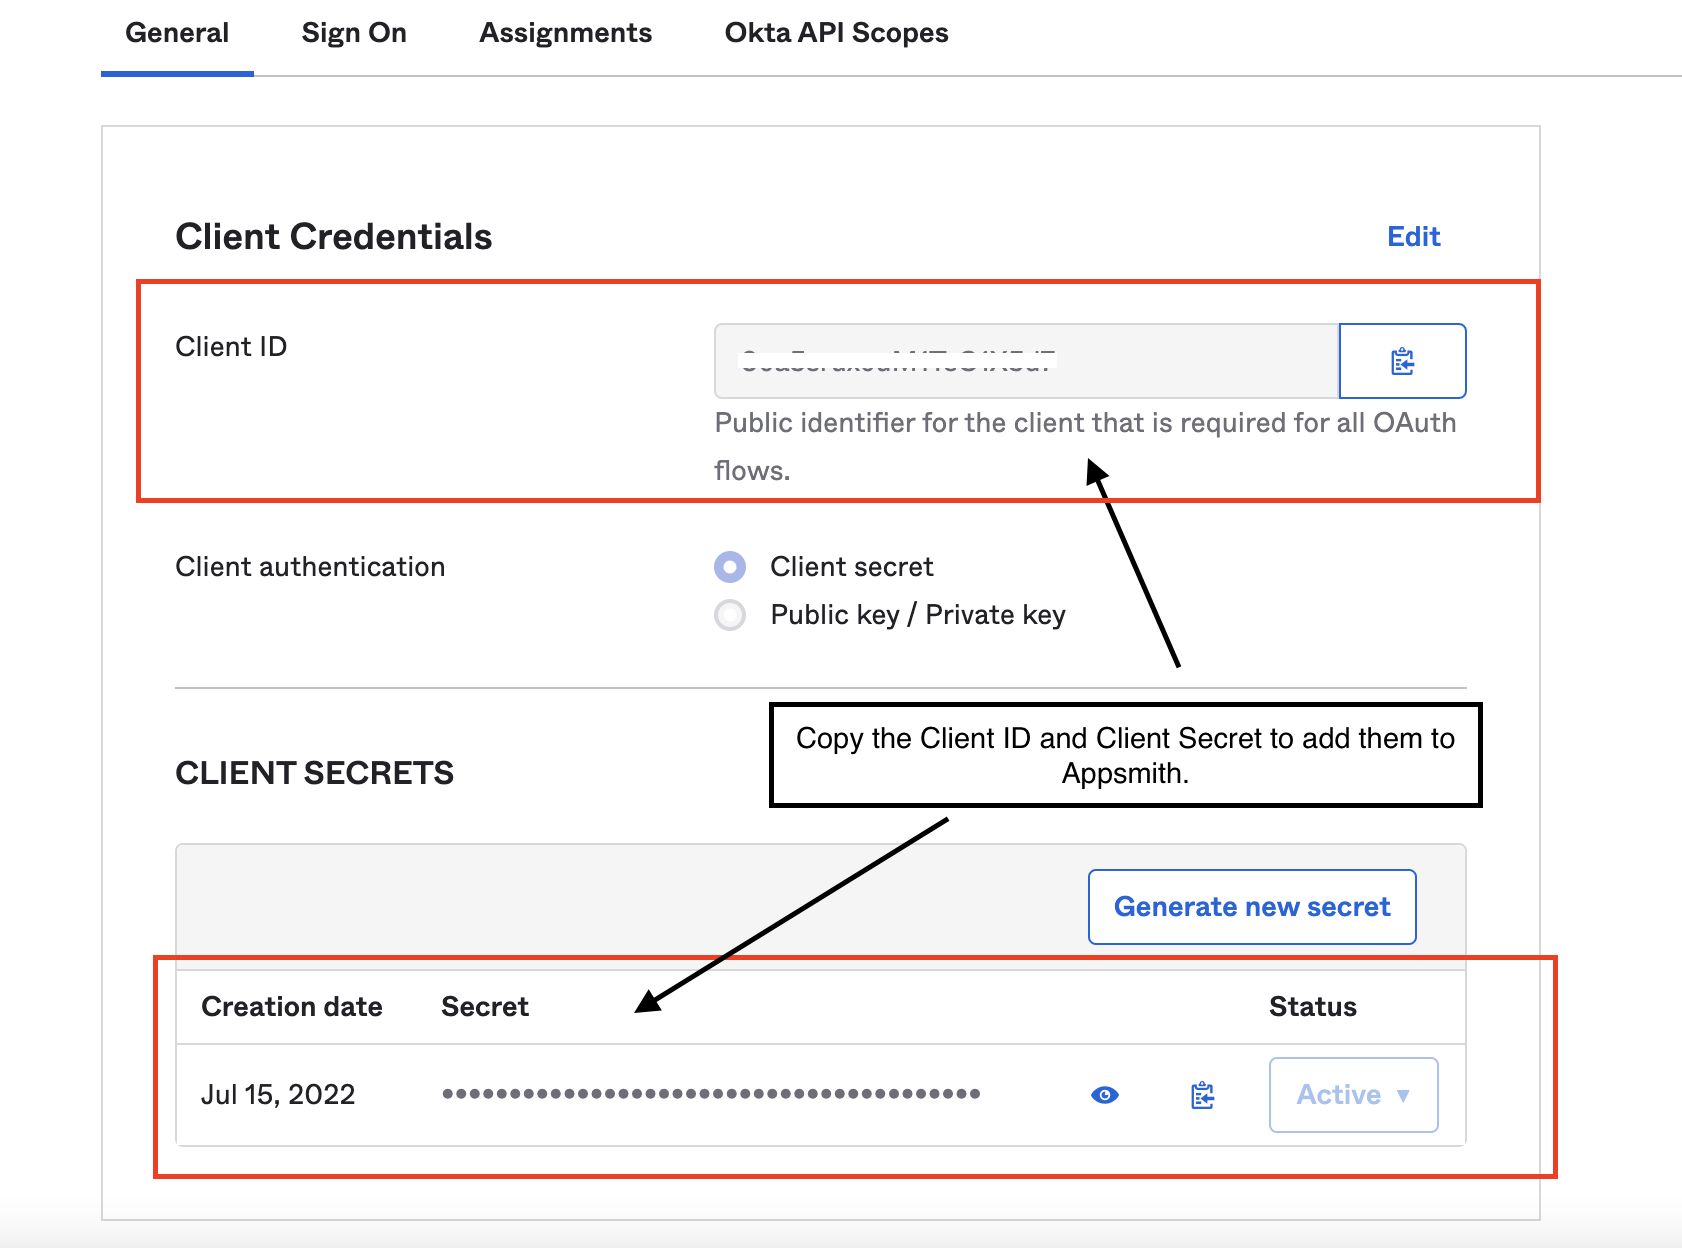 General Sign On Assignments Okta API Scopes
Client Credentials Edit
Client ID
Public identifier for the client that is required for all OAuth
flows.
Client authentication Client secret
Public key / Private key
Copy the Client ID and Client Secret to add them to
Appsmith.
CLIENT SECRETS
Generate new secret
Creation date Secret Status
Jul 15, 2022 •••••••••••••••••••••••••••••••••••••••• Active ▼